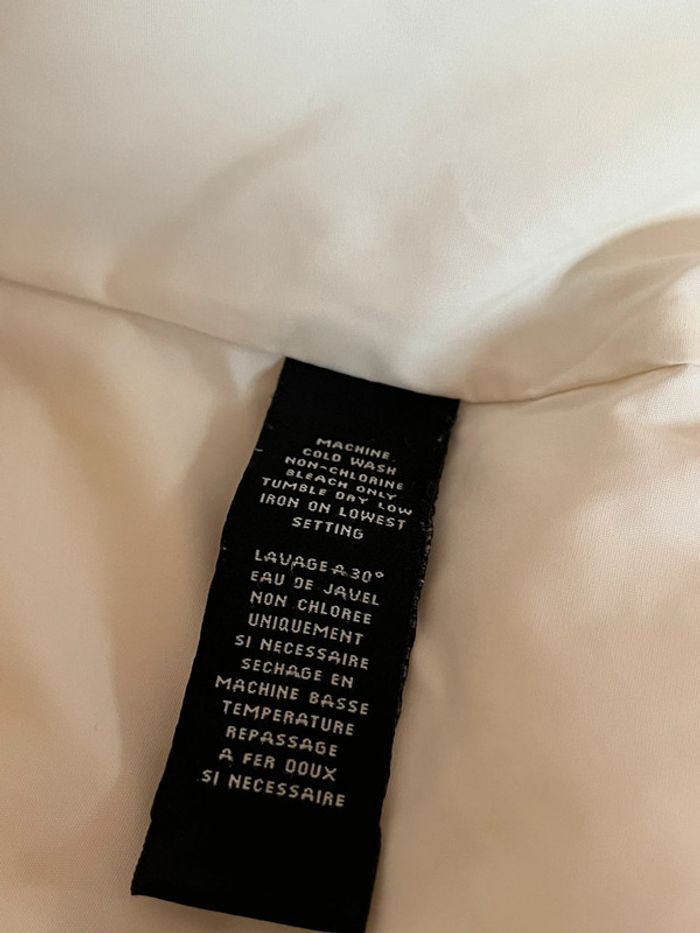 MACHINE
COLD WASH
NON-CHLORINE
BLEACH ONLY
TUMBLE DRY LOW
IRON ON LOWEST
SETTING
LAVAGE A 30°
EAU DE JAVEL
NON CHLOREE
UNIQUEMENT
SI NECESSAIRE
SECHAGE EN
MACHINE BASSE
TEMPERATURE
REPASSAGE
A FER DOUX
SI NECESSAIRE